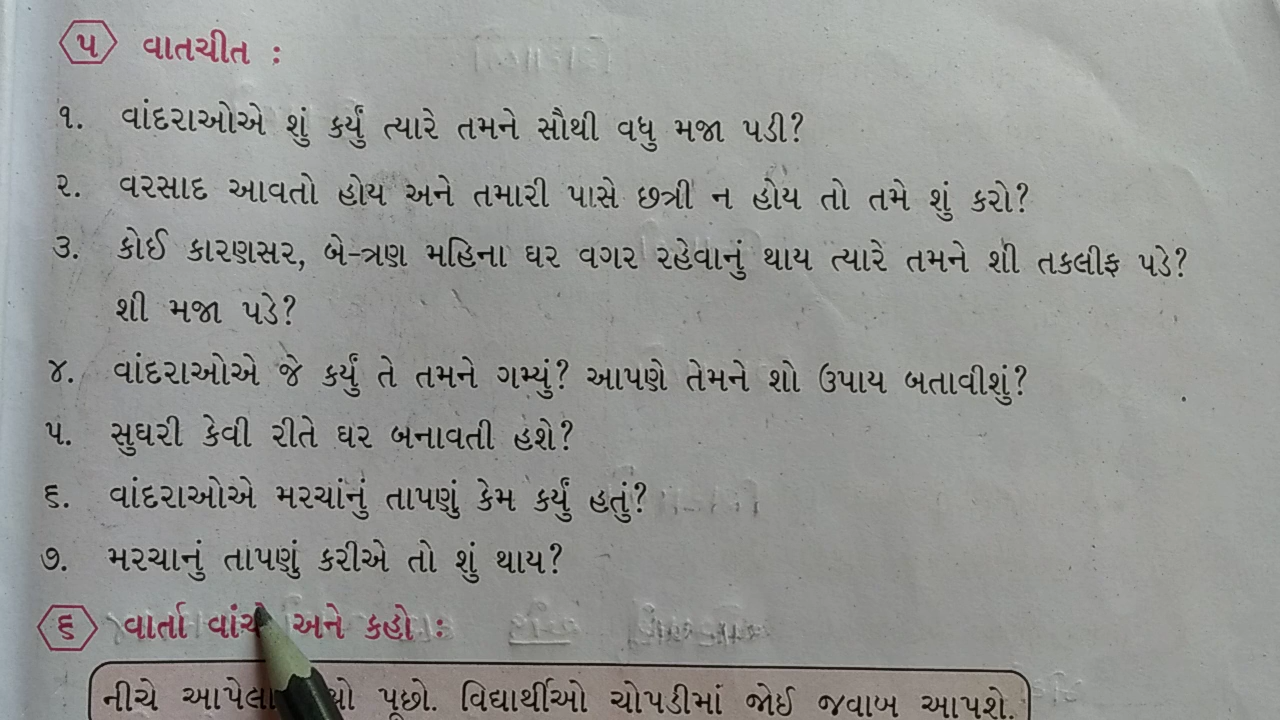 ૫ વાતચીત :
૧. વાંદરાઓએ શું કર્યું ત્યારે તમને સૌથી વધુ મજા પડી?
૨. વરસાદ આવતો હોય અને તમારી પાસે છત્રી ન હોય તો તમે શું કરો?
૩. કોઈ કારણસર, બે-ત્રણ મહિના ઘર વગર રહેવાનું થાય ત્યારે તમને શી તકલીફ પડે?
શી મજા પડે?
૪. વાંદરાઓએ જે કર્યું તે તમને ગમ્યું? આપણે તેમને શો ઉપાય બતાવીશું?
૫. સુઘરી કેવી રીતે ઘર બનાવતી હશે?
૬. વાંદરાઓએ મરચાંનું તાપણું કેમ કર્યું હતું?
૭. મરચાનું તાપણું કરીએ તો શું થાય?
૬ વાર્તા અને કહો :
નીચે પૂછો. વિદ્યાર્થીઓ ચોપડીમાં જોઈ જવાબ આપશે.